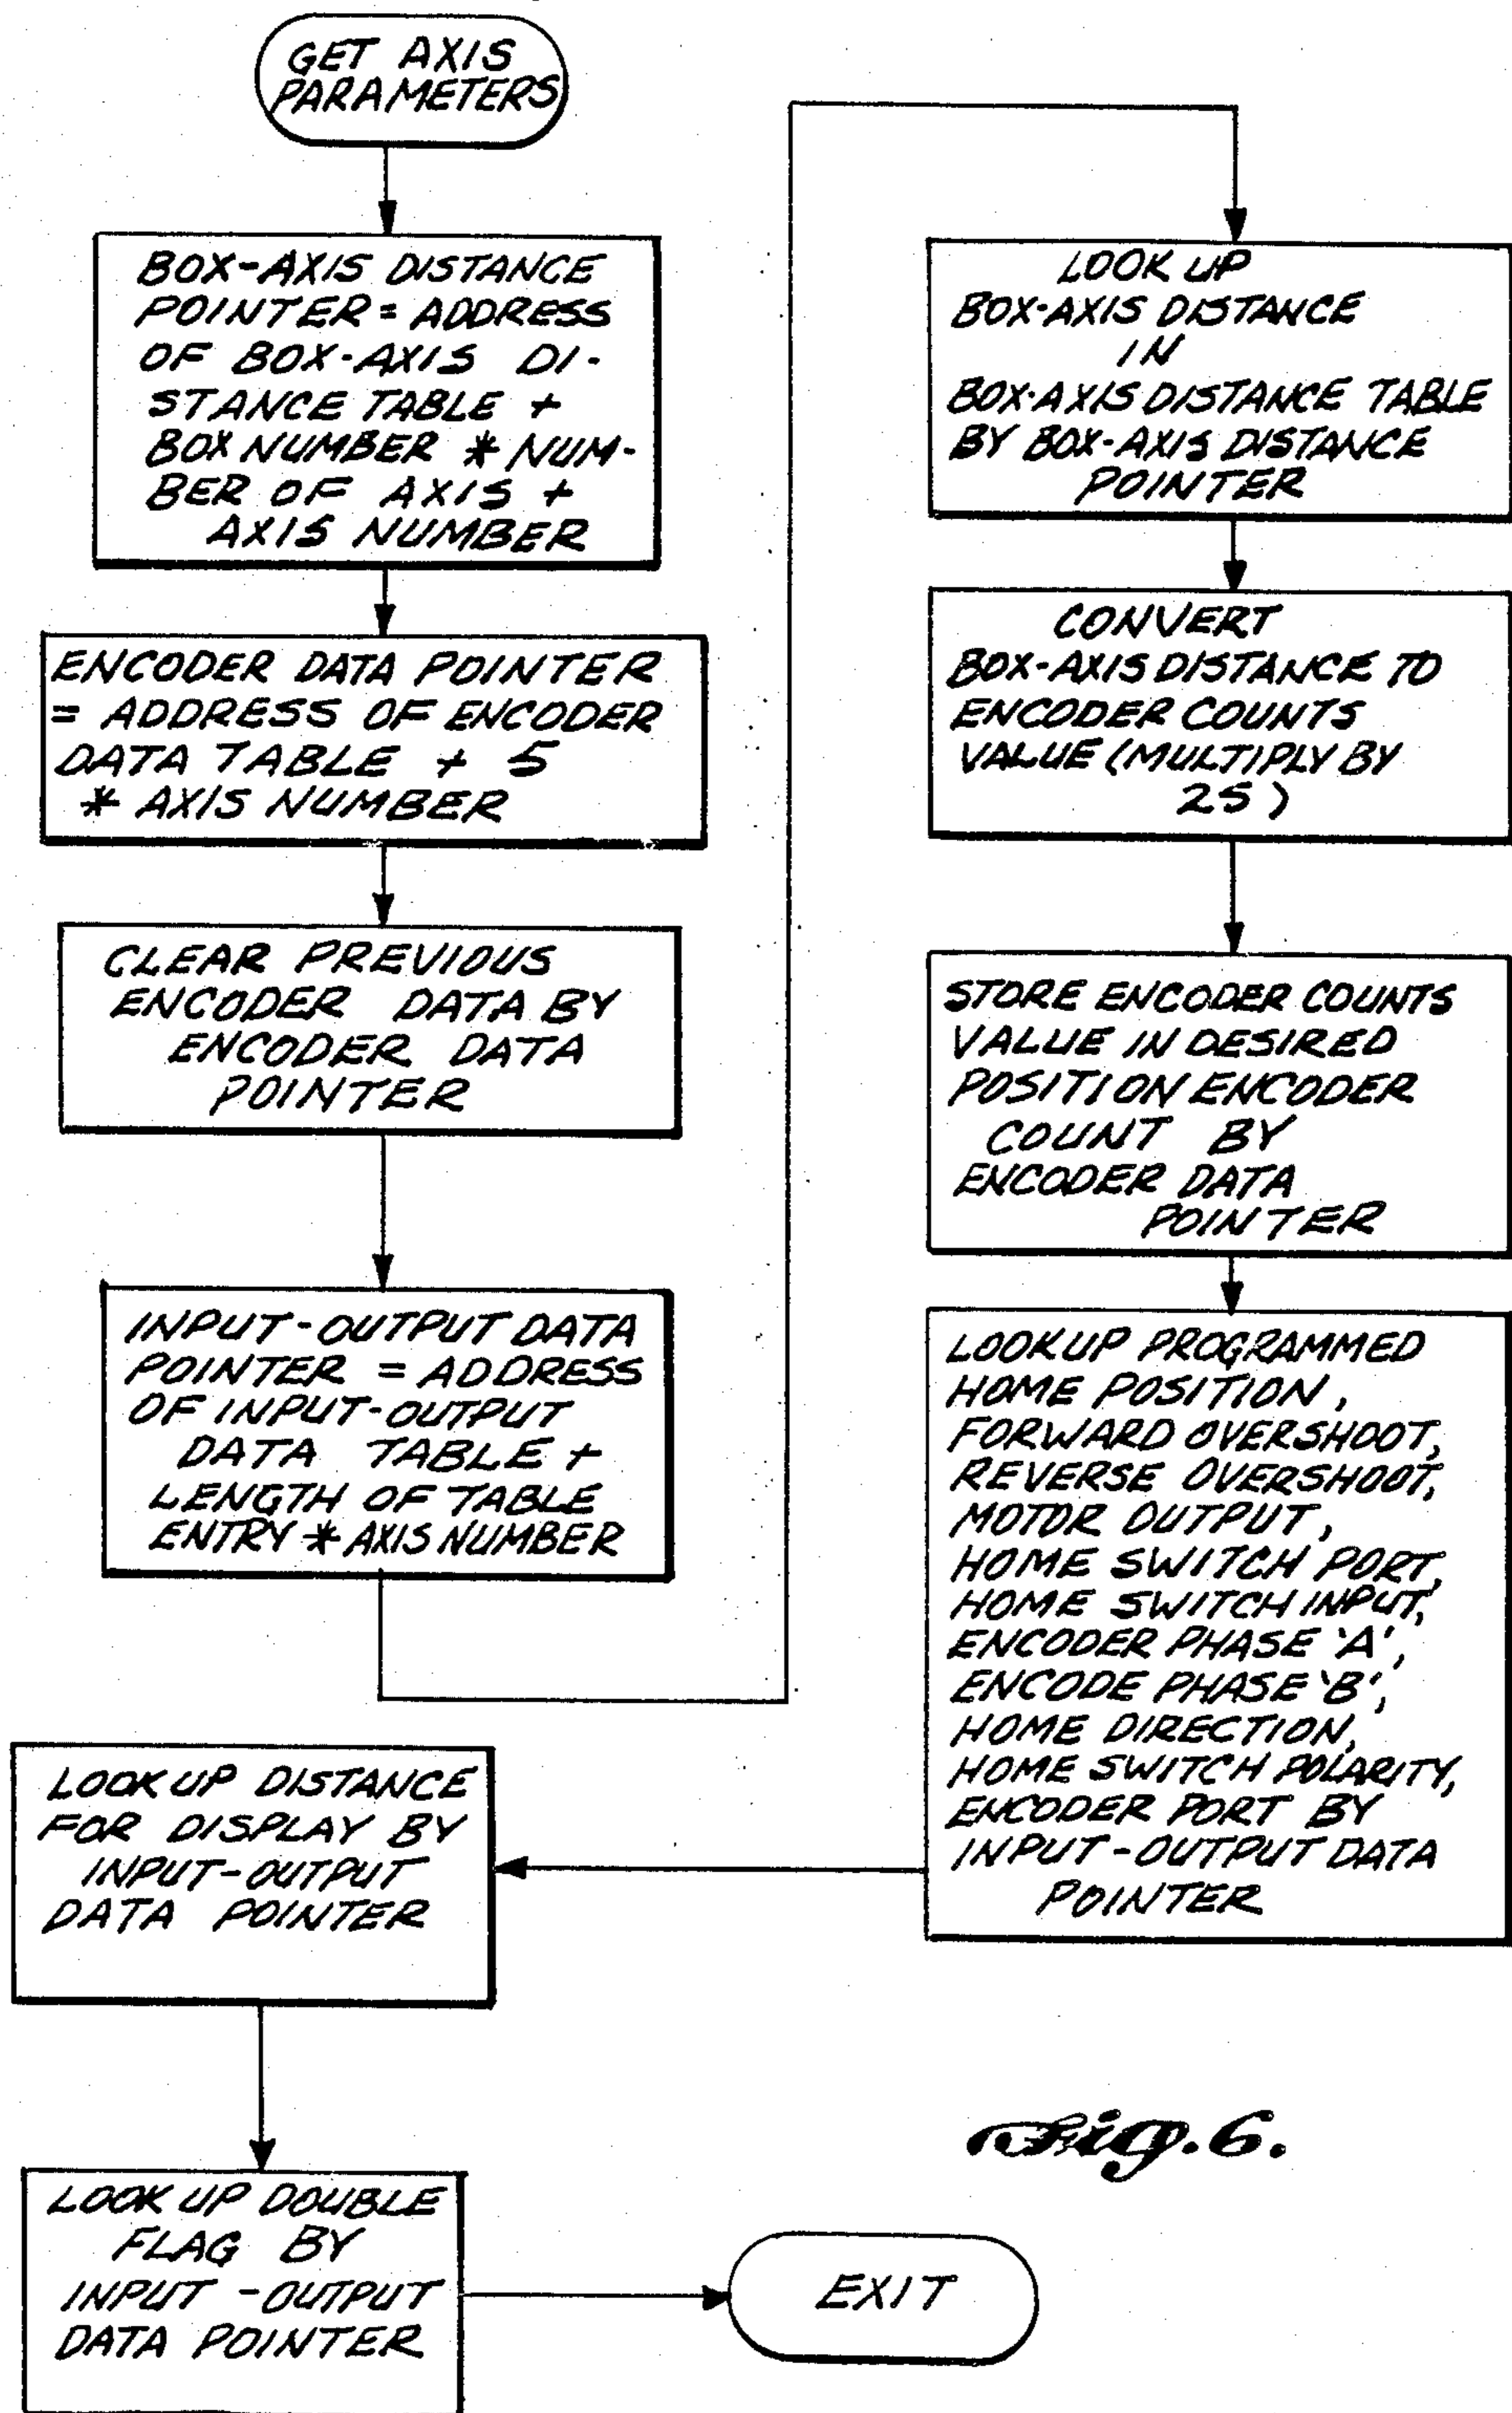 GET AXIS
PARAMETERS
BOX-AXIS DISTANCE
POINTER = ADDRESS
OF BOX-AXIS DI-
STANCE TABLE +
BOX NUMBER * NUM-
BER OF AXIS +
AXIS NUMBER
ENCODER DATA POINTER
= ADDRESS OF ENCODER
DATA TABLE + 5
* AXIS NUMBER
CLEAR PREVIOUS
ENCODER DATA BY
ENCODER DATA
POINTER
INPUT-OUTPUT DATA
POINTER = ADDRESS
OF INPUT-OUTPUT
DATA TABLE +
LENGTH OF TABLE
ENTRY * AXIS NUMBER
LOOK UP
BOX-AXIS DISTANCE
IN
BOX-AXIS DISTANCE TABLE
BY BOX-AXIS DISTANCE
POINTER
CONVERT
BOX-AXIS DISTANCE TO
ENCODER COUNTS
VALUE (MULTIPLY BY
25)
STORE ENCODER COUNTS
VALUE IN DESIRED
POSITION ENCODER
COUNT BY
ENCODER DATA
POINTER
LOOKUP PROGRAMMED
HOME POSITION,
FORWARD OVERSHOOT,
REVERSE OVERSHOOT,
MOTOR OUTPUT,
HOME SWITCH PORT,
HOME SWITCH INPUT,
ENCODER PHASE 'A',
ENCODE PHASE 'B',
HOME DIRECTION,
HOME SWITCH POLARITY,
ENCODER PORT BY
INPUT-OUTPUT DATA
POINTER
LOOK UP DISTANCE
FOR DISPLAY BY
INPUT-OUTPUT
DATA POINTER
LOOK UP DOUBLE
FLAG BY
INPUT-OUTPUT
DATA POINTER
EXIT
Fig. 6.